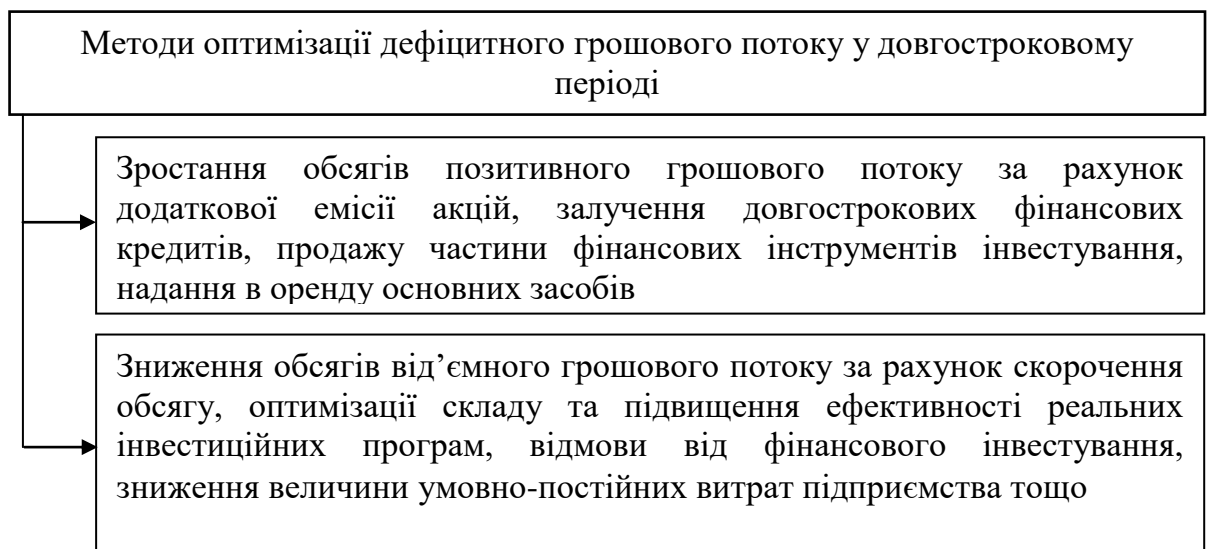 Методи оптимізації дефіцитного грошового потоку у довгостроковому
періоді
Зростання обсягів позитивного грошового потоку за рахунок
додаткової емісії акцій, залучення довгострокових фінансових
кредитів, продажу частини фінансових інструментів інвестування,
надання в оренду основних засобів
Зниження обсягів від’ємного грошового потоку за рахунок скорочення
обсягу, оптимізації складу та підвищення ефективності реальних
інвестиційних програм, відмови від фінансового інвестування,
зниження величини умовно-постійних витрат підприємства тощо